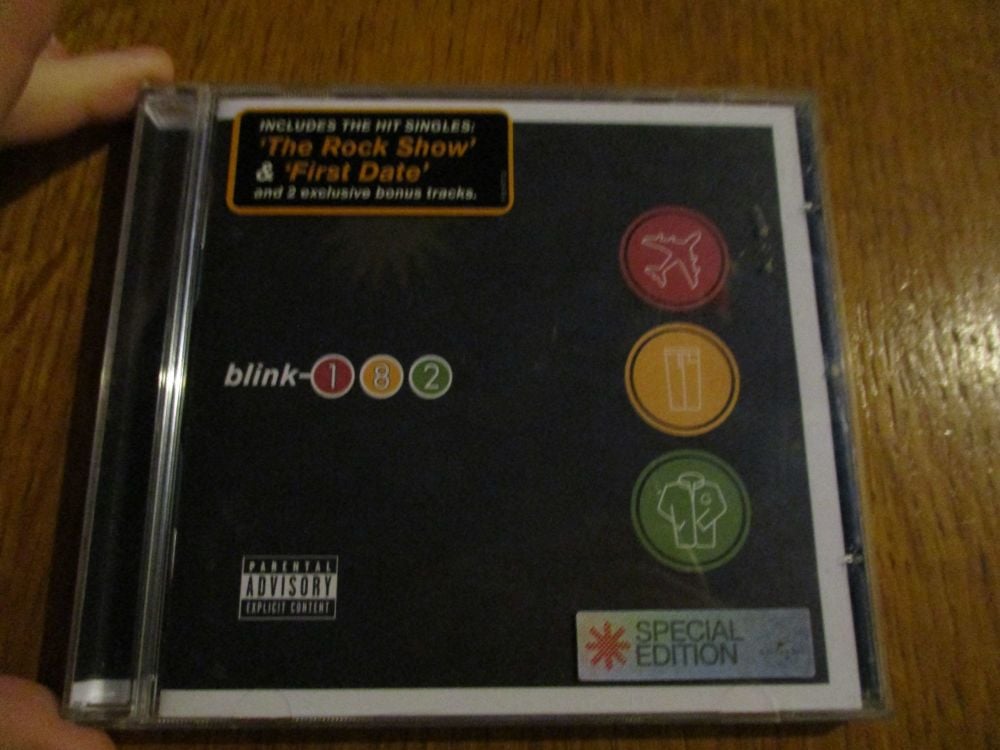 INCLUDES THE HIT SINGLES:
'The Rock Show'
& 'First Date'
and 2 exclusive bonus tracks.
blink-182
PARENTAL
ADVISORY
EXPLICIT CONTENT
SPECIAL
EDITION